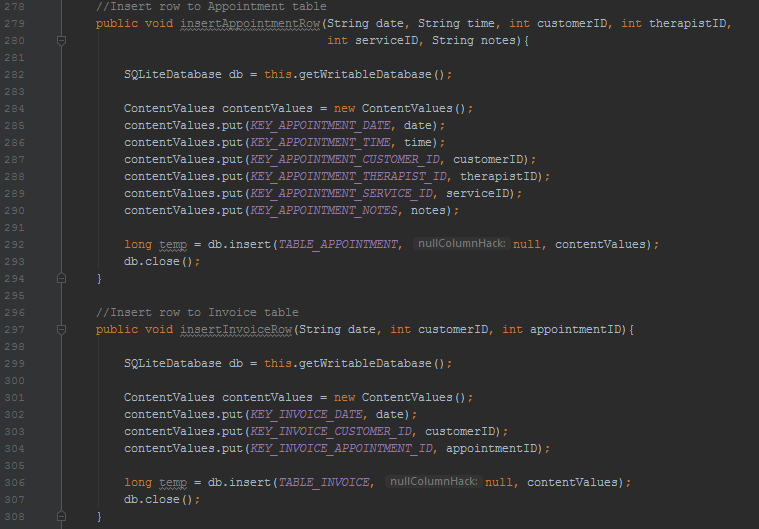 278 //Insert row to Appointment table
279 public void insertAppointmentRow(String date, String time, int customerID, int therapistID,
280 int serviceID, String notes){
281
282 SQLiteDatabase db = this.getWritableDatabase();
283
284 ContentValues contentValues = new ContentValues();
285 contentValues.put(KEY_APPOINTMENT_DATE, date);
286 contentValues.put(KEY_APPOINTMENT_TIME, time);
287 contentValues.put(KEY_APPOINTMENT_CUSTOMER_ID, customerID);
288 contentValues.put(KEY_APPOINTMENT_THERAPIST_ID, therapistID);
289 contentValues.put(KEY_APPOINTMENT_SERVICE_ID, serviceID);
290 contentValues.put(KEY_APPOINTMENT_NOTES, notes);
291
292 long temp = db.insert(TABLE_APPOINTMENT, nullColumnHack: null, contentValues);
293 db.close();
294 }
295
296 //Insert row to Invoice table
297 public void insertInvoiceRow(String date, int customerID, int appointmentID){
298
299 SQLiteDatabase db = this.getWritableDatabase();
300
301 ContentValues contentValues = new ContentValues();
302 contentValues.put(KEY_INVOICE_DATE, date);
303 contentValues.put(KEY_INVOICE_CUSTOMER_ID, customerID);
304 contentValues.put(KEY_INVOICE_APPOINTMENT_ID, appointmentID);
305
306 long temp = db.insert(TABLE_INVOICE, nullColumnHack: null, contentValues);
307 db.close();
308 }